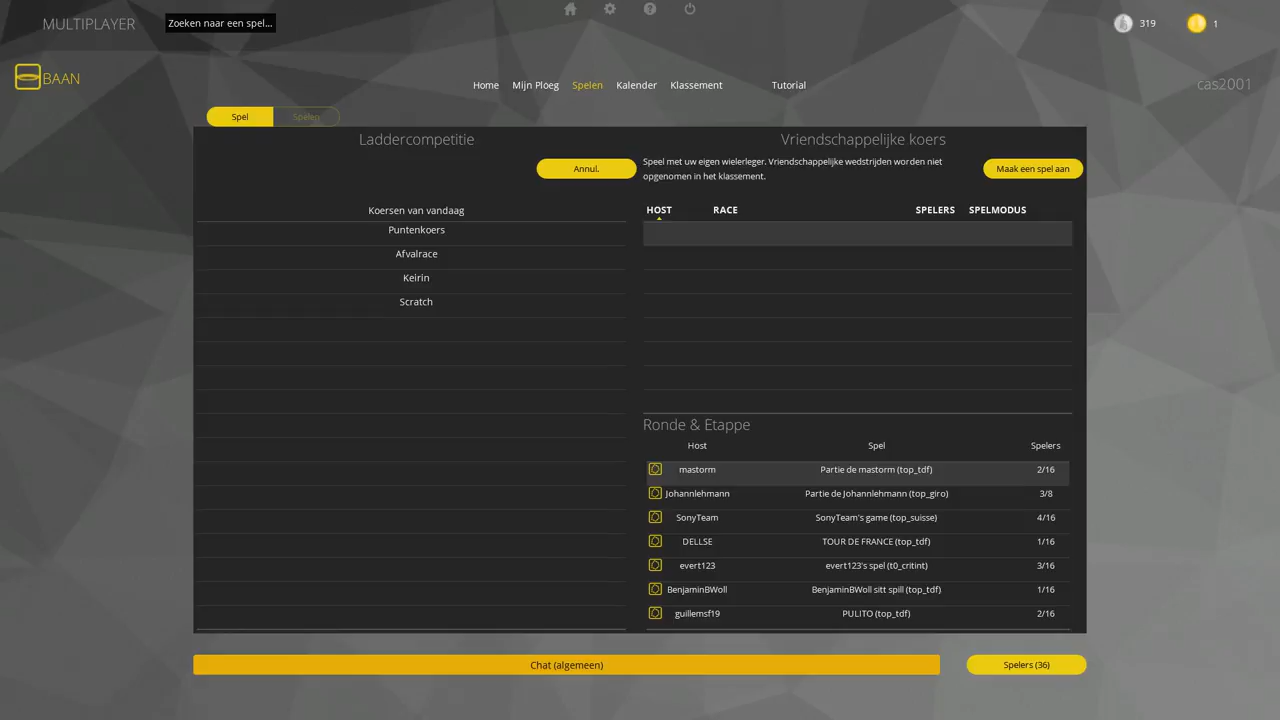 MULTIPLAYER
Zoeken naar een spel...
319
1
BAAN
Home Mijn Ploeg Spelen Kalender Klassement Tutorial
cas2001
Spel Spelen
Laddercompetitie
Annul.
Koersen van vandaag
Puntenkoers
Afvalrace
Keirin
Scratch
Vriendschappelijke koers
Speel met uw eigen wielerleger. Vriendschappelijke wedstrijden worden niet
opgenomen in het klassement.
Maak een spel aan
HOST RACE SPELERS SPELMODUS
Ronde & Etappe
Host Spel Spelers
mastorm Partie de mastorm (top_tdf) 2/16
Johannlehmann Partie de Johannlehmann (top_giro) 3/8
SonyTeam SonyTeam's game (top_suisse) 4/16
DELLSE TOUR DE FRANCE (top_tdf) 1/16
evert123 evert123's spel (t0_critint) 3/16
BenjaminBWoll BenjaminBWoll sitt spill (top_tdf) 1/16
guillemsf19 PULITO (top_tdf) 2/16
Chat (algemeen)
Spelers (36)